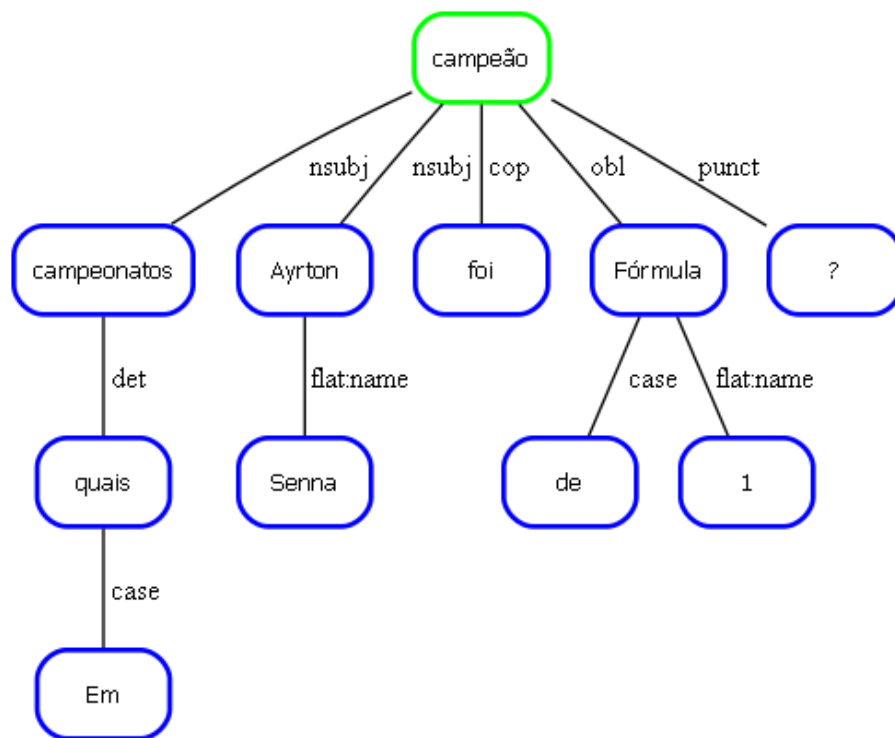 campeão
nsubj nsubj cop obl punct
campeonatos Ayrton foi Fórmula ?
det flat:name case flat:name
quais Senna de 1
case
Em